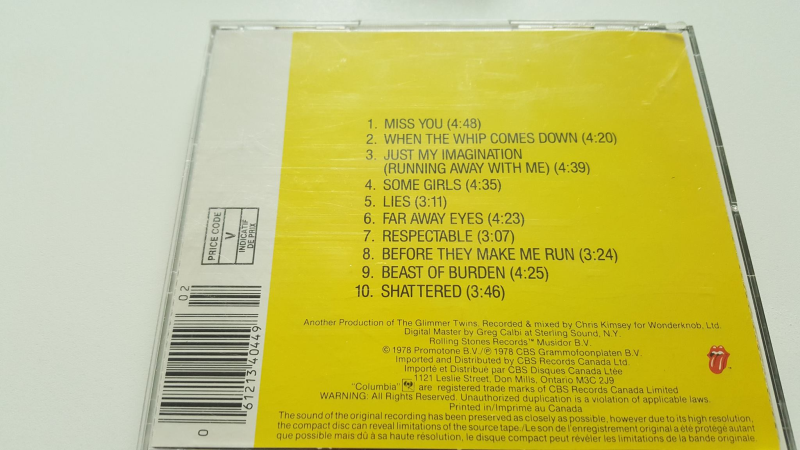 1. MISS YOU (4:48)
2. WHEN THE WHIP COMES DOWN (4:20)
3. JUST MY IMAGINATION
(RUNNING AWAY WITH ME) (4:39)
4. SOME GIRLS (4:35)
5. LIES (3:11)
6. FAR AWAY EYES (4:23)
7. RESPECTABLE (3:07)
8. BEFORE THEY MAKE ME RUN (3:24)
9. BEAST OF BURDEN (4:25)
10. SHATTERED (3:46)
PRICE CODE
V
INDICATIF
DE PRIX
02
0 61213 40449 0
Another Production of The Glimmer Twins. Recorded & mixed by Chris Kimsey for Wonderknob, Ltd.
Digital Master by Greg Calbi at Sterling Sound, N.Y.
Rolling Stones Records™ Musidor B.V.
© 1978 Promotone B.V./℗ 1978 CBS Grammofoonplaten BV.
Imported and Distributed by CBS Records Canada Ltd.
Importé et Distribué par CBS Disques Canada Ltée
1121 Leslie Street, Don Mills, Ontario M3C 2J9
"Columbia" are registered trade marks of CBS Records Canada Limited
WARNING: All Rights Reserved. Unauthorized duplication is a violation of applicable laws.
Printed in/Imprimé au Canada
The sound of the original recording has been preserved as closely as possible, however due to its high resolution,
the compact disc can reveal limitations of the source tape./Le son de l'enregistrement original a été protégé autant
que possible mais dû à sa haute résolution, le disque compact peut révéler les limitations de la bande originale.